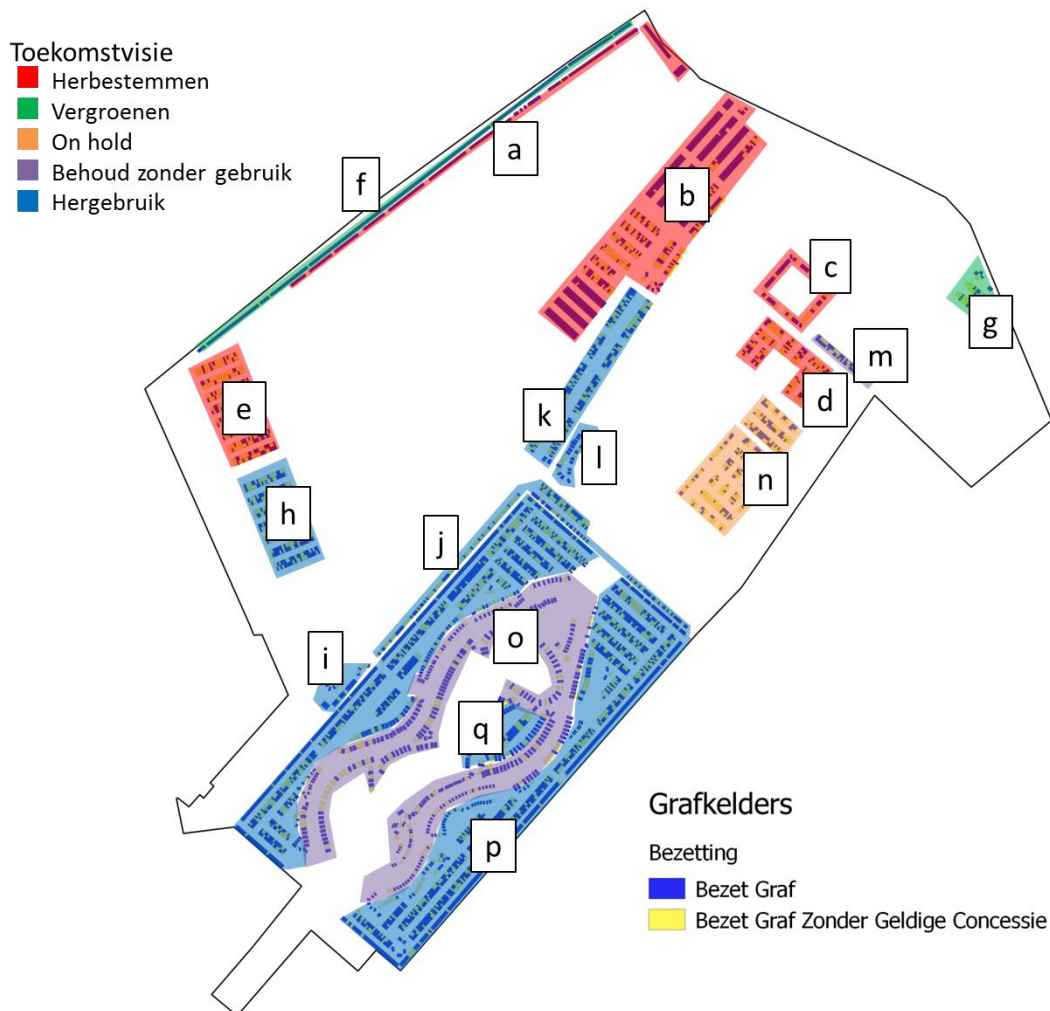 Toekomstvisie
Herbestemmen
Vergroenen
On hold
Behoud zonder gebruik
Hergebruik
a
f
b
c
g
m
e
d
k
l
n
h
j
o
i
q
p
Grafkelders
Bezetting
Bezet Graf
Bezet Graf Zonder Geldige Concessie